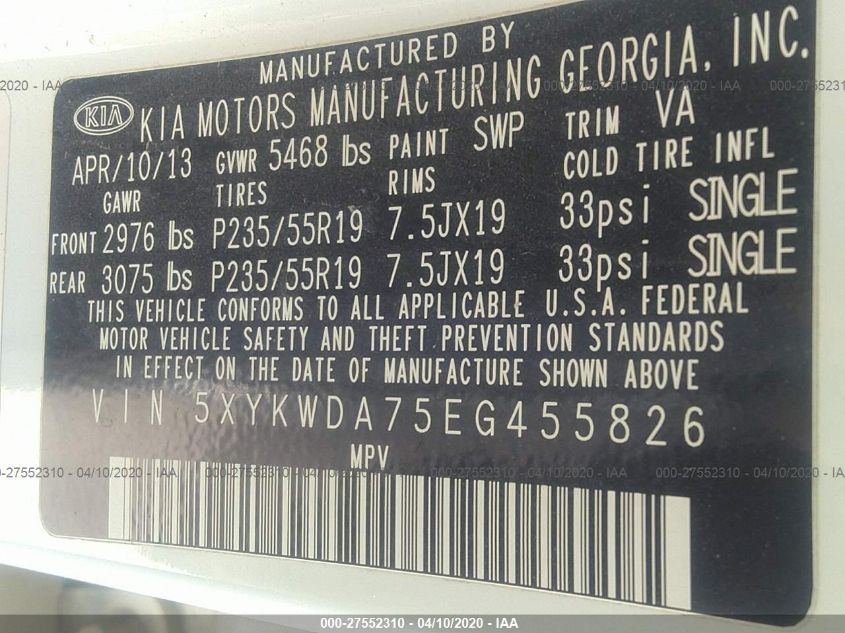 MANUFACTURED BY
KIA KIA MOTORS MANUFACTURING GEORGIA, INC.
APR/10/13 GVWR 5468 lbs PAINT SWP TRIM VA
GAWR TIRES RIMS COLD TIRE INFL
FRONT 2976 lbs P235/55R19 7.5JX19 33psi SINGLE
REAR 3075 lbs P235/55R19 7.5JX19 33psi SINGLE
THIS VEHICLE CONFORMS TO ALL APPLICABLE U.S.A. FEDERAL
MOTOR VEHICLE SAFETY AND THEFT PREVENTION STANDARDS
IN EFFECT ON THE DATE OF MANUFACTURE SHOWN ABOVE
VIN 5XYKWDA75EG455826
MPV
000-27552310 - 04/10/2020 - IAA